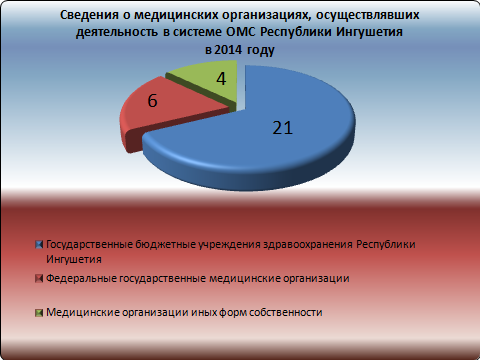 Сведения о медицинских организациях, осуществлявших
деятельность в системе ОМС Республики Ингушетия
в 2014 году
4
6
21
Государственные бюджетные учреждения здравоохранения Республики
Ингушетия
Федеральные государственные медицинские организации
Медицинские организации иных форм собственности